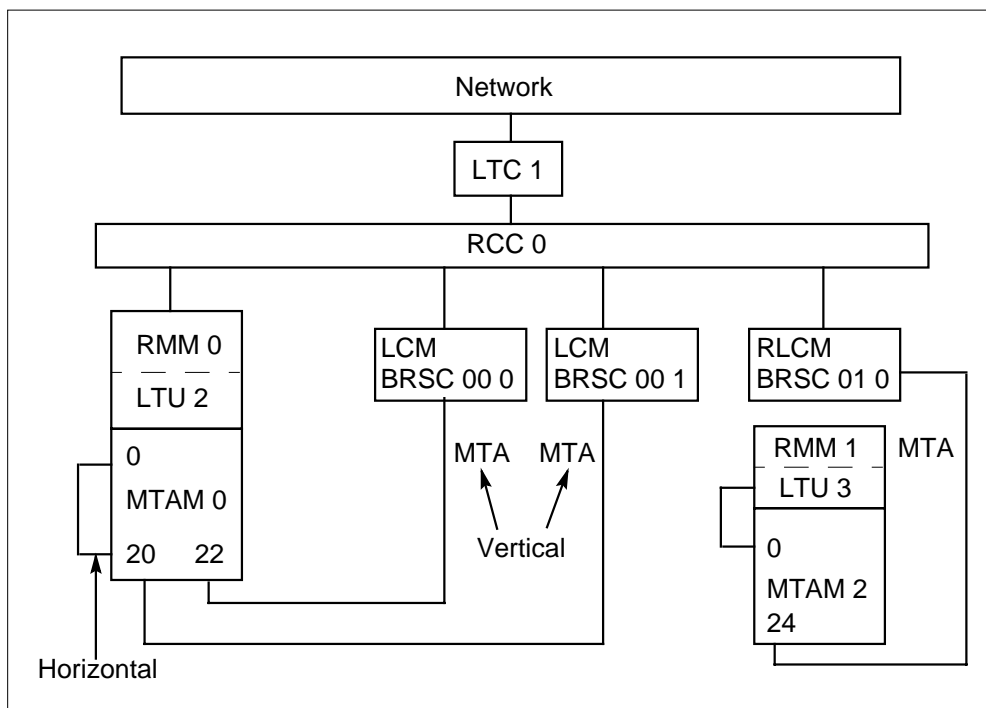 Network
LTC 1
RCC 0
RMM 0
LTU 2
0
MTAM 0
20 22
Horizontal
LCM
BRSC 00 0
LCM
BRSC 00 1
MTA MTA
Vertical
RLCM
BRSC 01 0
RMM 1
LTU 3
MTA
0
MTAM 2
24